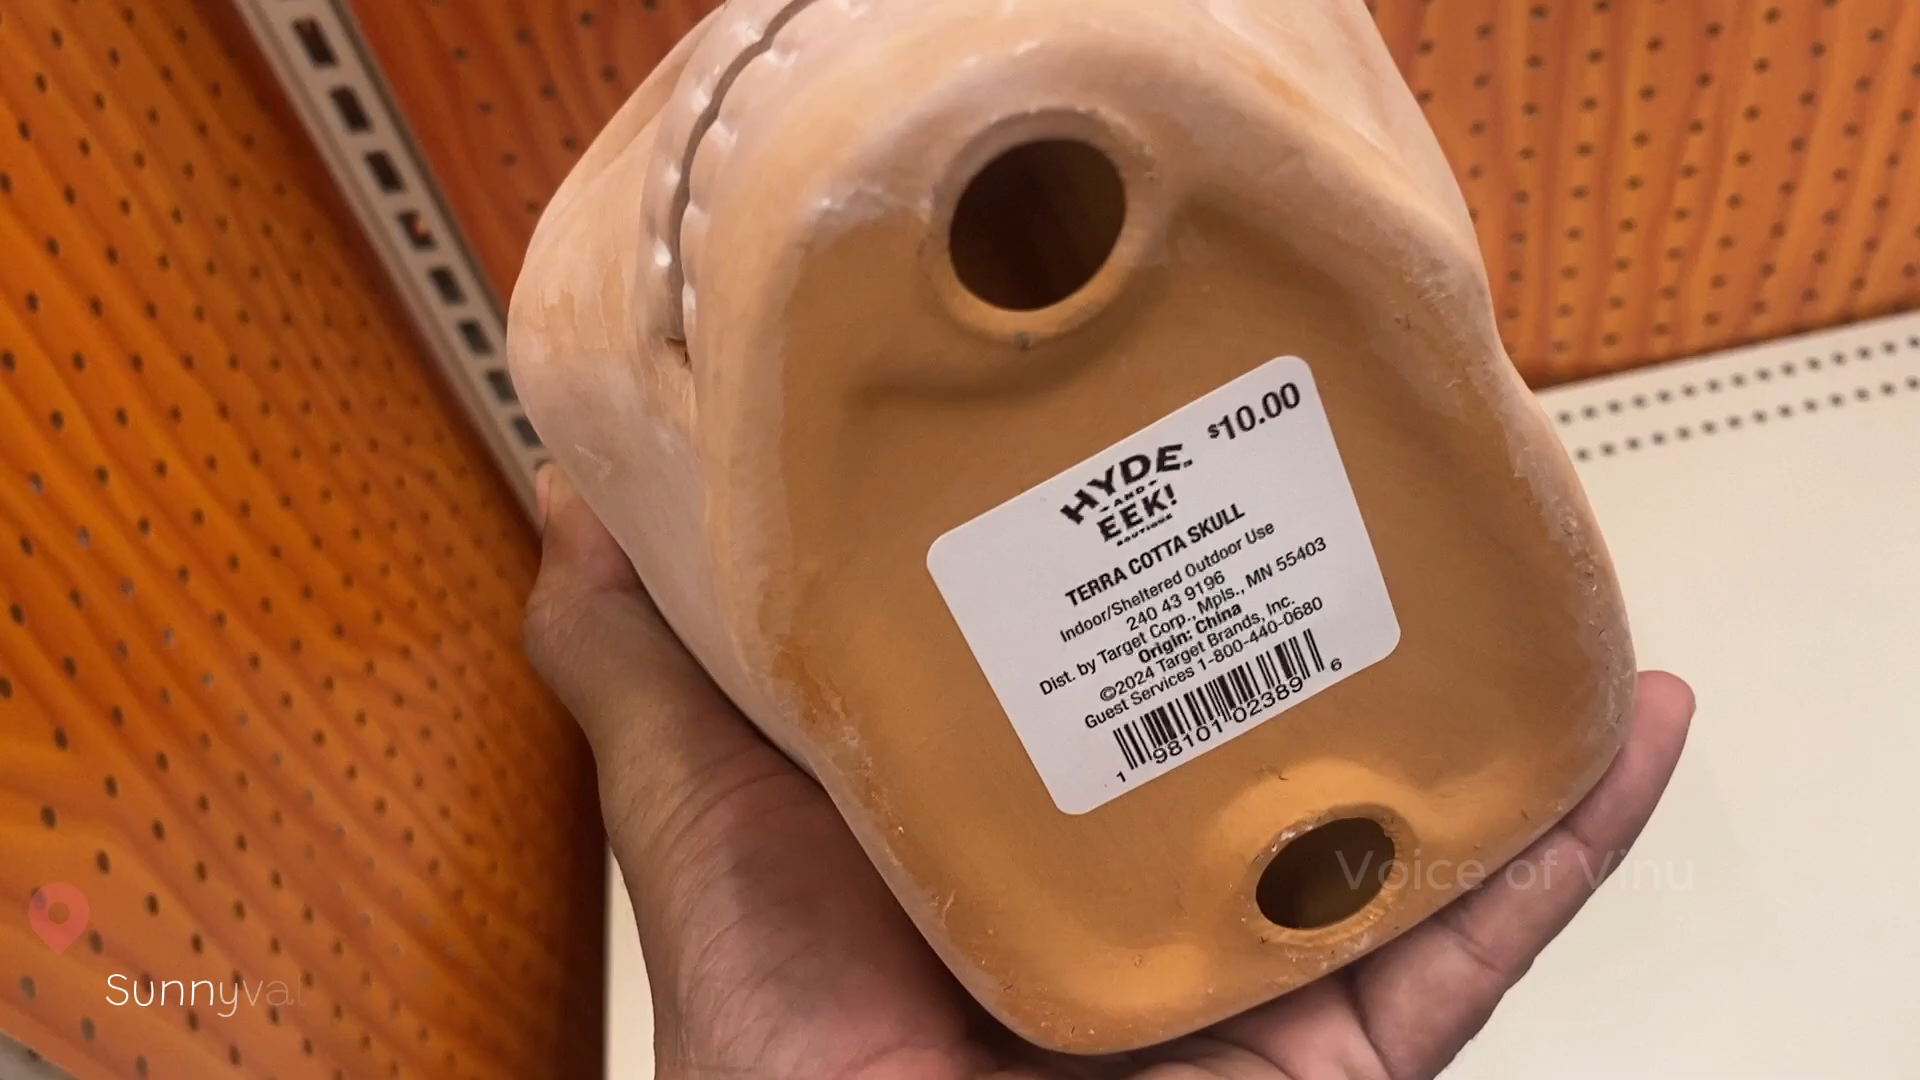 $10.00
HYDE
AND
EEK!
BOUTIQUE
TERRA COTTA SKULL
Indoor/Sheltered Outdoor Use
240 43 9196
Dist. by Target Corp., Mpls., MN 55403
Origin: China
©2024 Target Brands, Inc.
Guest Services 1-800-440-0680
1 98101 02389 6
Voice of Vinu
Sunnyval